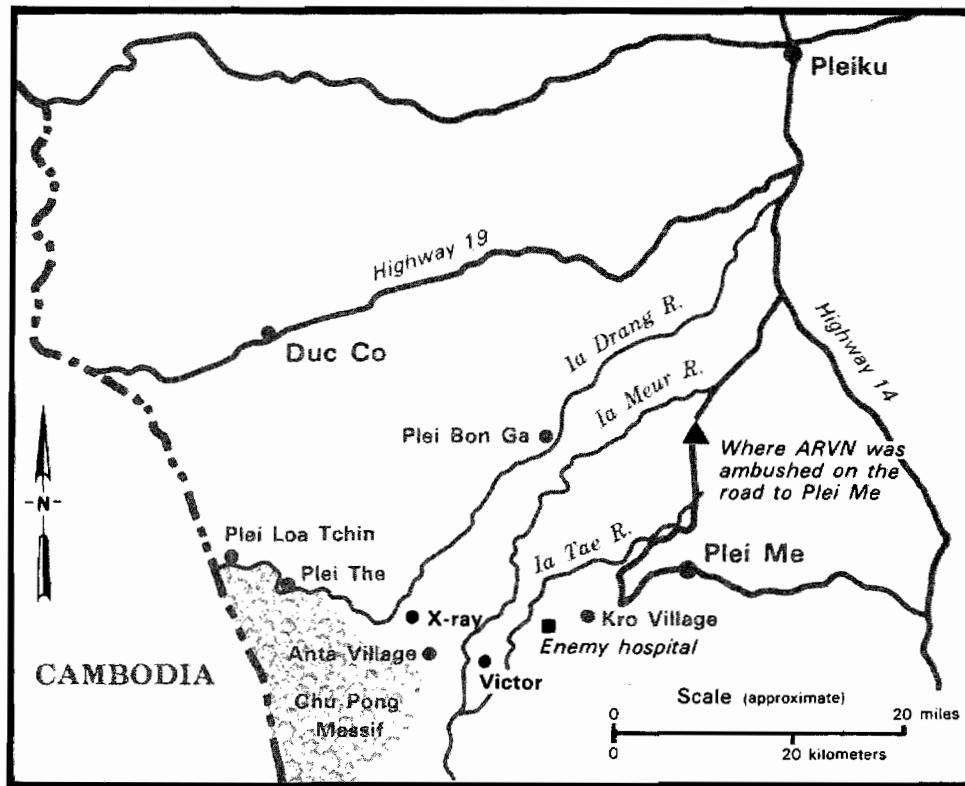 Pleiku
Highway 19
Duc Co
Ia Drang R.
Highway 14
Ia Meur R.
Plei Bon Ga
Where ARVN was
ambushed on the
road to Plei Me
N
Plei Loa Tchin
Ia Tae R.
Plei Me
Plei The
X-ray
Kro Village
Enemy hospital
Anta Village
CAMBODIA
Victor
Chu Pong
Massif
Scale (approximate)
0 20 miles
0 20 kilometers